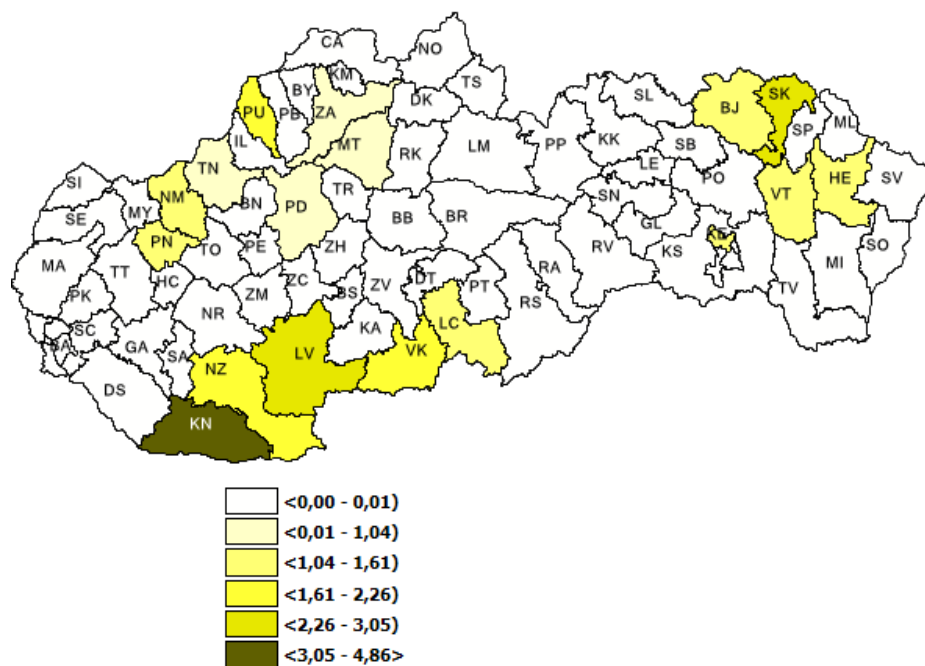 CA
NO
KM
TS
BY
DK
PU
PB
ZA
SL
BJ
SK
SP
ML
IL
MT
RK
LM
PP
KK
SB
TN
LE
PO
SI
TR
SN
VT
HE
SV
NM
BN
PD
MY
SE
BB
BR
GL
PN
TO
PE
ZH
KE
SO
MA
TT
RV
KS
HC
ZC
ZV
DT
RA
MI
PK
ZM
BS
PT
TV
NR
RS
SC
KA
LC
BA
GA
SA
LV
VK
NZ
DS
KN
<0,00 - 0,01)
<0,01 - 1,04)
<1,04 - 1,61)
<1,61 - 2,26)
<2,26 - 3,05)
<3,05 - 4,86>